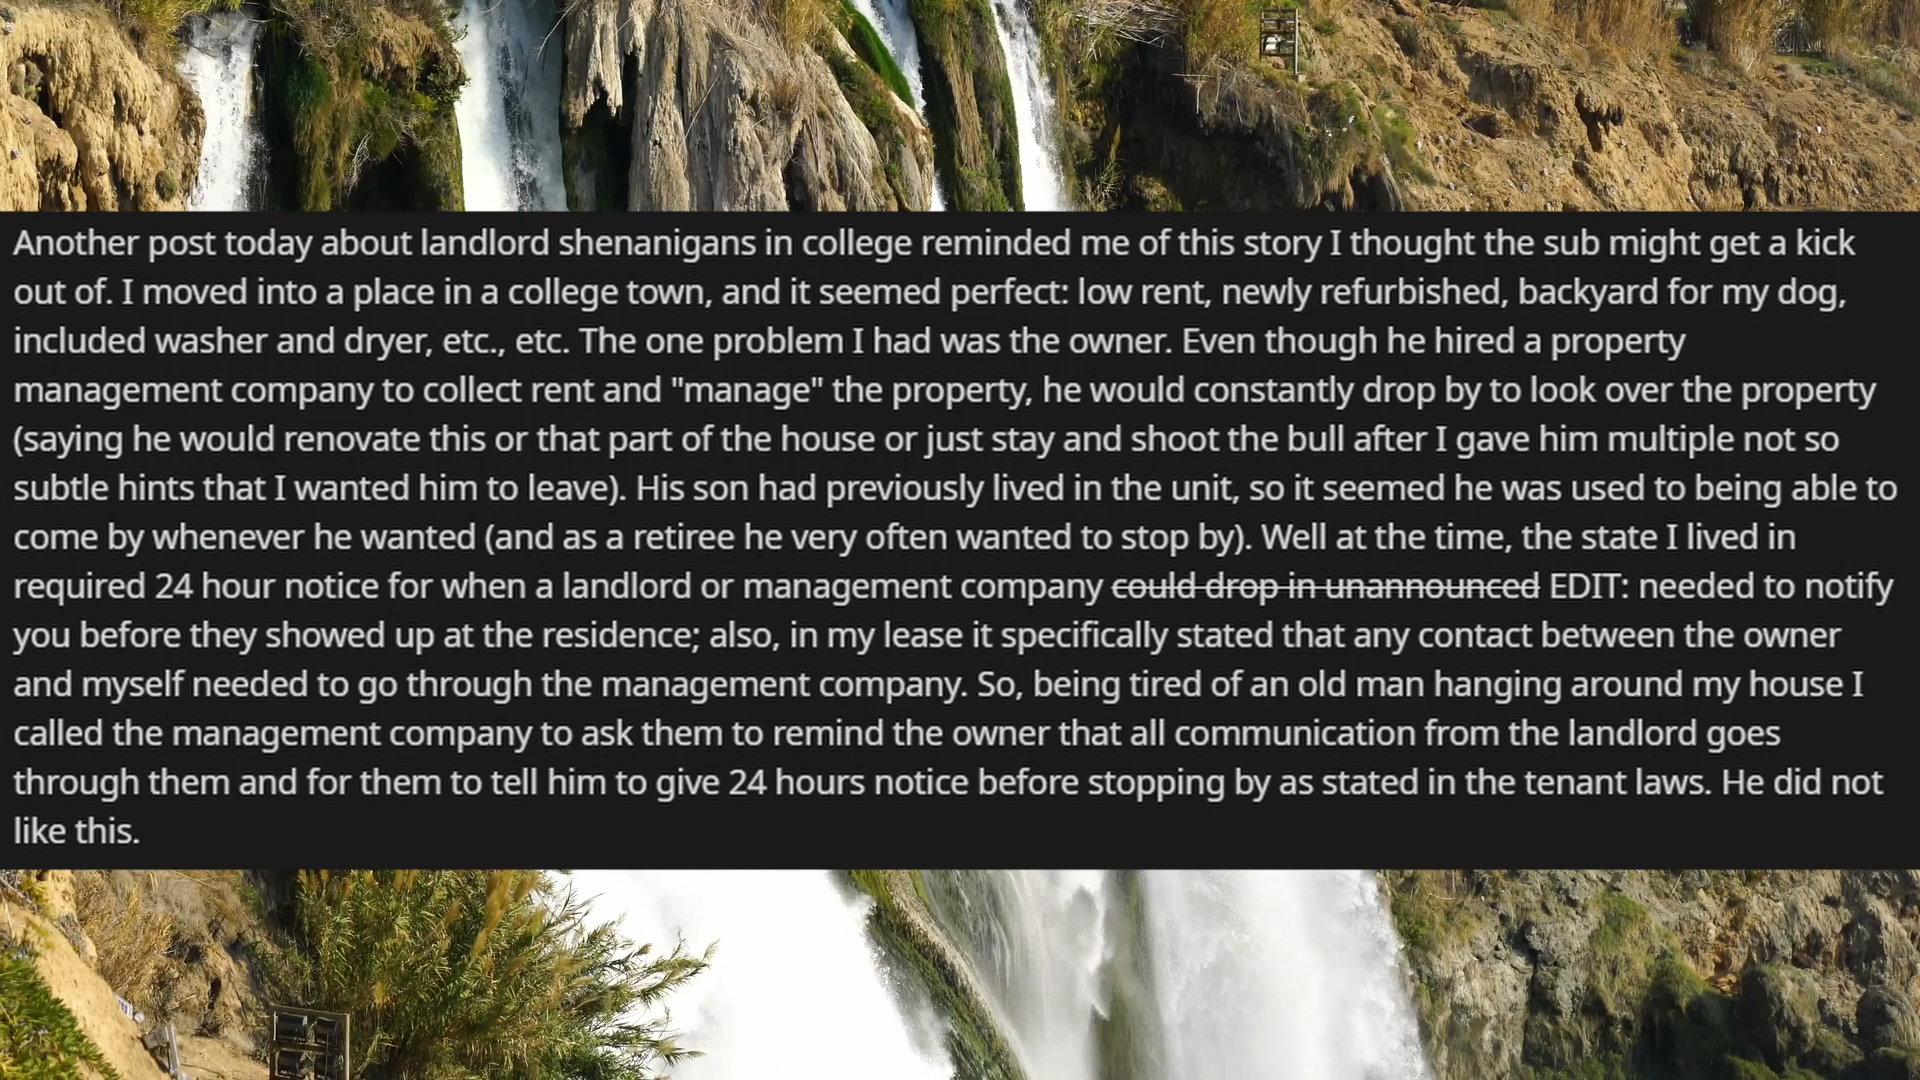 Another post today about landlord shenanigans in college reminded me of this story I thought the sub might get a kick
out of. I moved into a place in a college town, and it seemed perfect: low rent, newly refurbished, backyard for my dog,
included washer and dryer, etc., etc. The one problem I had was the owner. Even though he hired a property
management company to collect rent and "manage" the property, he would constantly drop by to look over the property
(saying he would renovate this or that part of the house or just stay and shoot the bull after I gave him multiple not so
subtle hints that I wanted him to leave). His son had previously lived in the unit, so it seemed he was used to being able to
come by whenever he wanted (and as a retiree he very often wanted to stop by). Well at the time, the state I lived in
required 24 hour notice for when a landlord or management company could drop in unannounced EDIT: needed to notify
you before they showed up at the residence; also, in my lease it specifically stated that any contact between the owner
and myself needed to go through the management company. So, being tired of an old man hanging around my house I
called the management company to ask them to remind the owner that all communication from the landlord goes
through them and for them to tell him to give 24 hours notice before stopping by as stated in the tenant laws. He did not
like this.